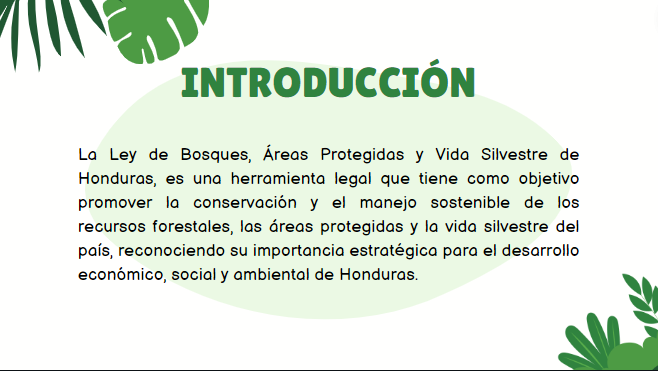 INTRODUCCIÓN
La Ley de Bosques, Áreas Protegidas y Vida Silvestre de
Honduras, es una herramienta legal que tiene como objetivo
promover la conservación y el manejo sostenible de los
recursos forestales, las áreas protegidas y la vida silvestre del
país, reconociendo su importancia estratégica para el desarrollo
económico, social y ambiental de Honduras.